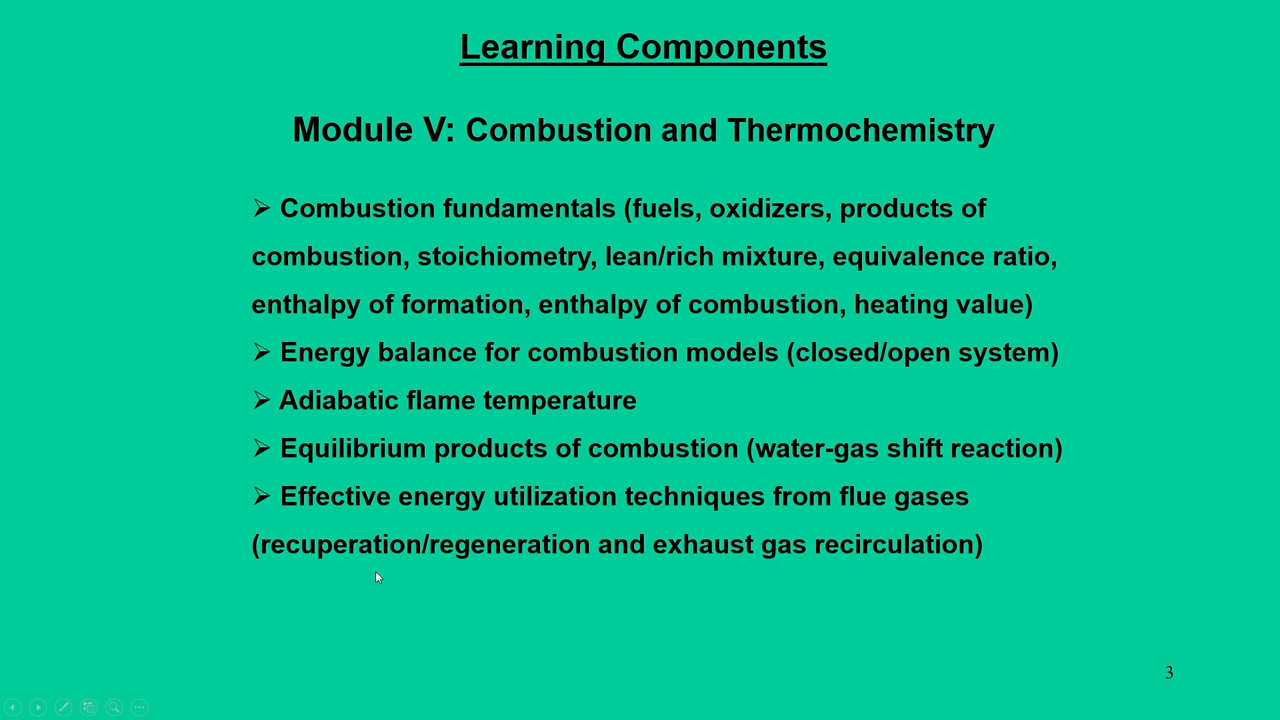 Learning Components
Module V: Combustion and Thermochemistry
➢ Combustion fundamentals (fuels, oxidizers, products of
combustion, stoichiometry, lean/rich mixture, equivalence ratio,
enthalpy of formation, enthalpy of combustion, heating value)
➢ Energy balance for combustion models (closed/open system)
➢ Adiabatic flame temperature
➢ Equilibrium products of combustion (water-gas shift reaction)
➢ Effective energy utilization techniques from flue gases
(recuperation/regeneration and exhaust gas recirculation)
3